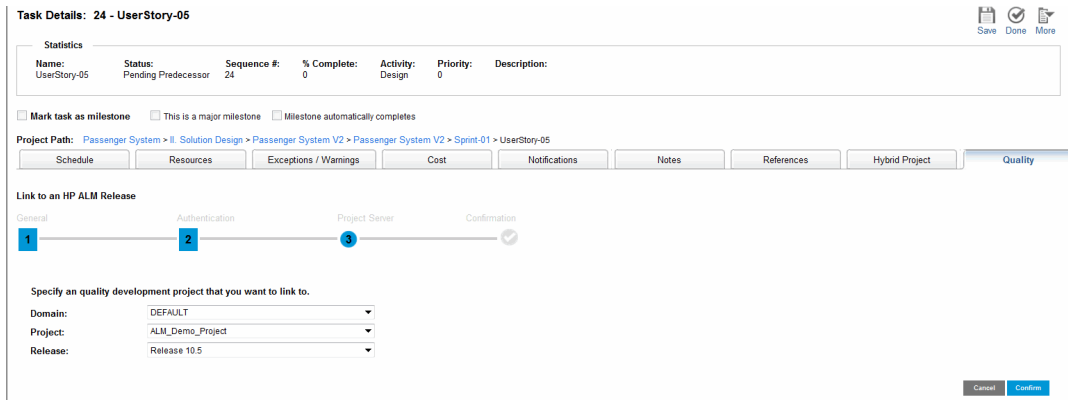 Task Details: 24 - UserStory-05
Save Done More
Statistics
Name: Status: Sequence #: % Complete: Activity: Priority: Description:
UserStory-05 Pending Predecessor 24 0 Design 0
Mark task as milestone This is a major milestone Milestone automatically completes
Project Path: Passenger System > II. Solution Design > Passenger System V2 > Passenger System V2 > Sprint-01 > UserStory-05
Schedule Resources Exceptions / Warnings Cost Notifications Notes References Hybrid Project Quality
Link to an HP ALM Release
General Authentication Project Server Confirmation
1 2 3
Specify an quality development project that you want to link to.
Domain: DEFAULT
Project: ALM_Demo_Project
Release: Release 10.5
Cancel Confirm